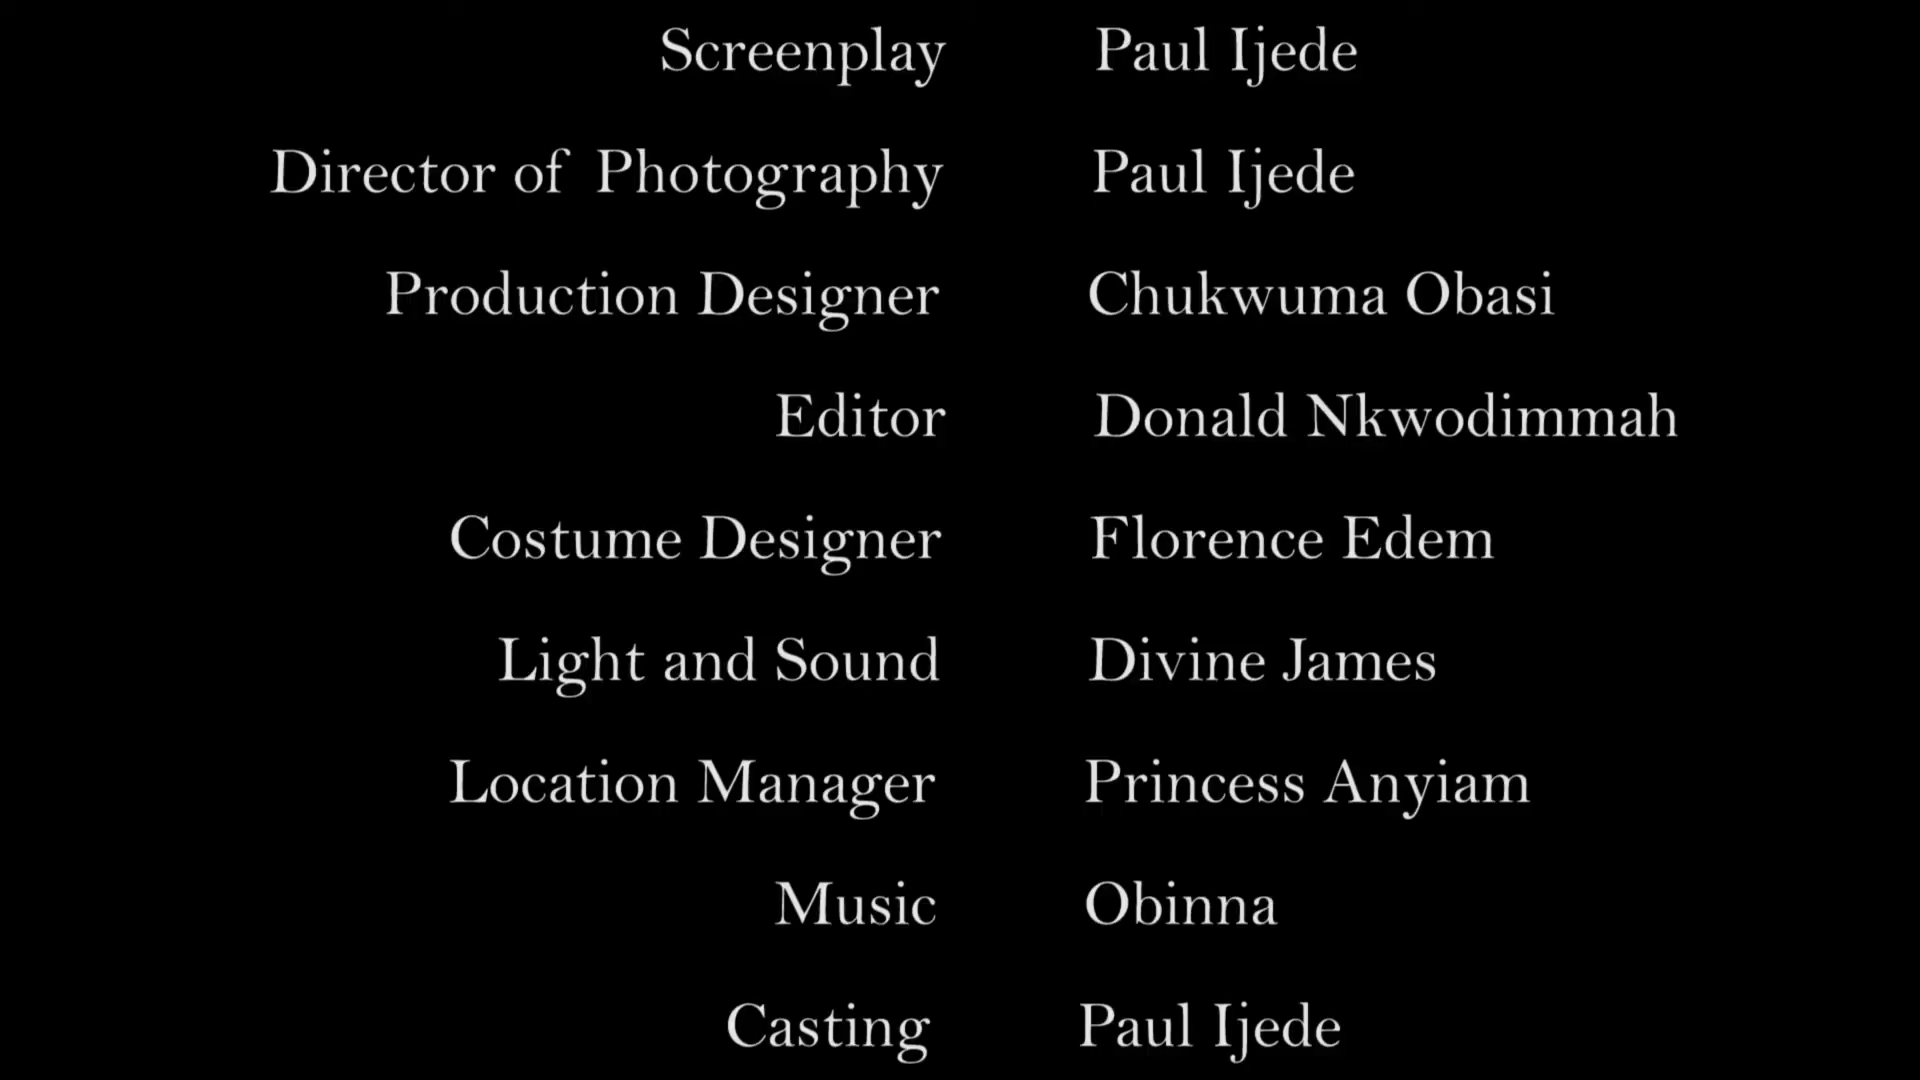 Screenplay Paul Ijede
Director of Photography Paul Ijede
Production Designer Chukwuma Obasi
Editor Donald Nkwodimmah
Costume Designer Florence Edem
Light and Sound Divine James
Location Manager Princess Anyiam
Music Obinna
Casting Paul Ijede